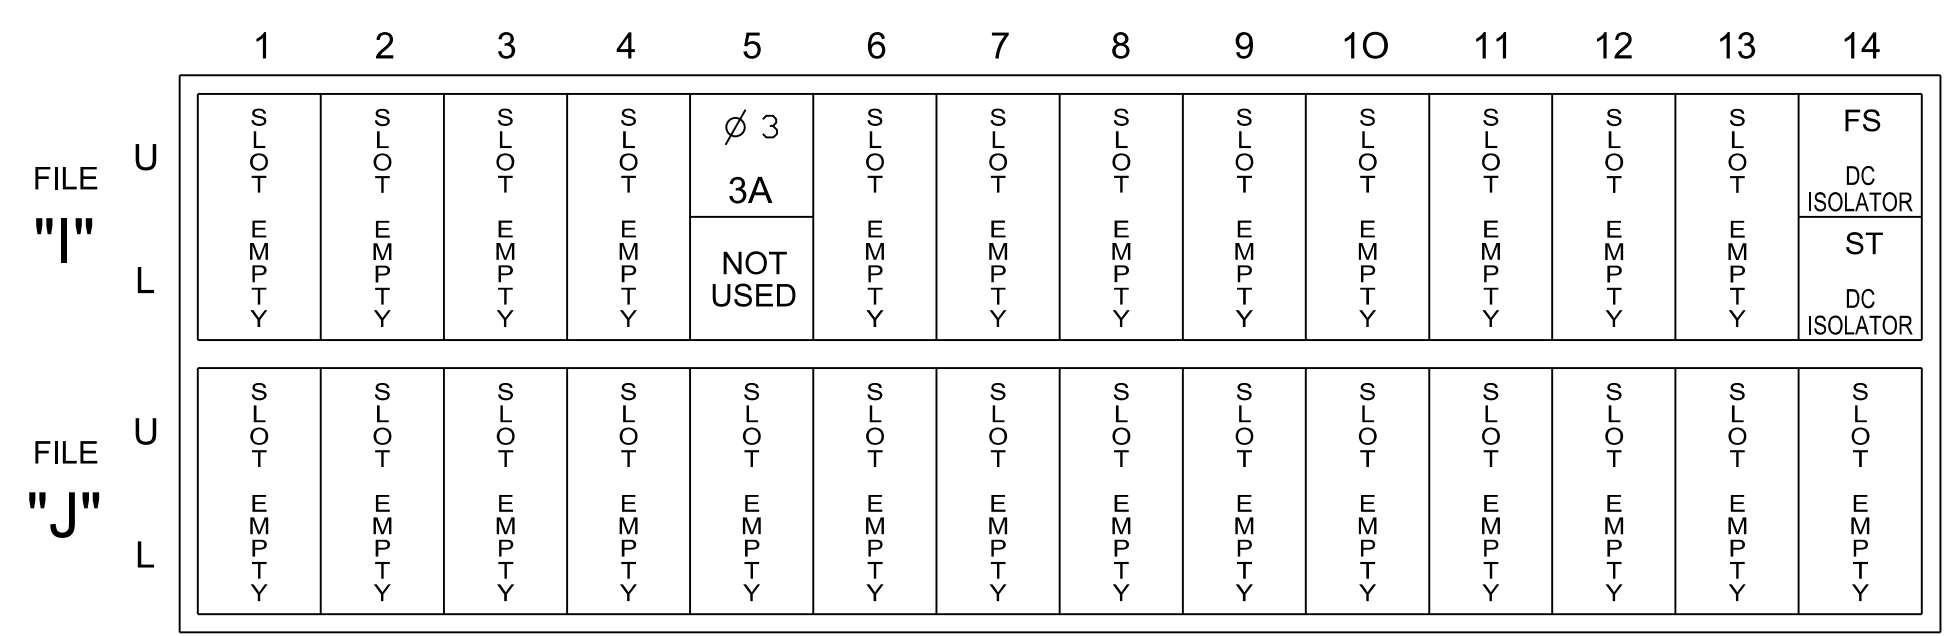 1 2 3 4 5 6 7 8 9 10 11 12 13 14
FILE "I"
U
L
SLOT EMPTY
SLOT EMPTY
SLOT EMPTY
SLOT EMPTY
Ø 3
3A
NOT
USED
SLOT EMPTY
SLOT EMPTY
SLOT EMPTY
SLOT EMPTY
SLOT EMPTY
SLOT EMPTY
SLOT EMPTY
SLOT EMPTY
FS
DC
ISOLATOR
ST
DC
ISOLATOR
FILE "J"
U
L
SLOT EMPTY
SLOT EMPTY
SLOT EMPTY
SLOT EMPTY
SLOT EMPTY
SLOT EMPTY
SLOT EMPTY
SLOT EMPTY
SLOT EMPTY
SLOT EMPTY
SLOT EMPTY
SLOT EMPTY
SLOT EMPTY
SLOT EMPTY